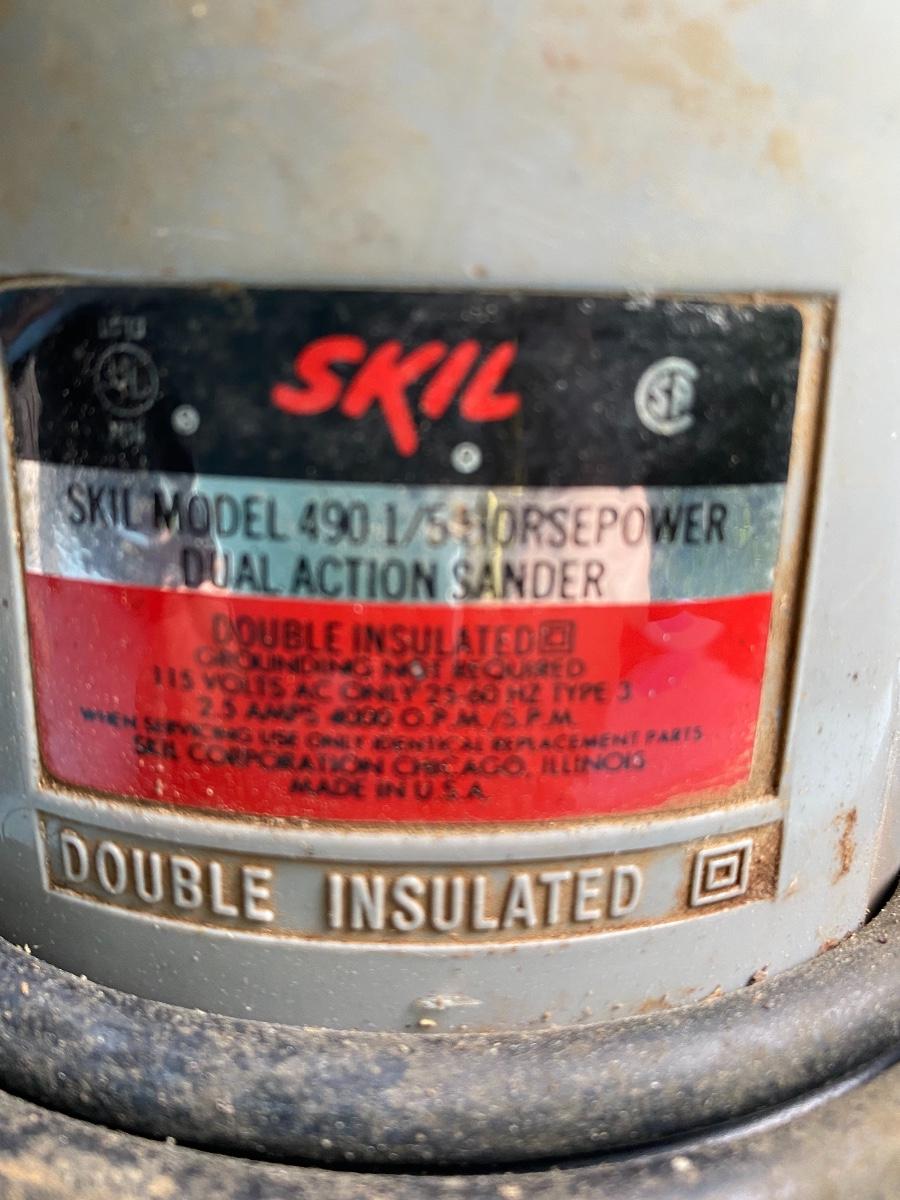 SKIL
SKIL MODEL 490 1/5 HORSEPOWER
DUAL ACTION SANDER
DOUBLE INSULATED
GROUNDING NOT REQUIRED
115 VOLTS AC ONLY 25-60 HZ TYPE 3
2.5 AMPS 4000 O.P.M./S.P.M.
WHEN SERVICING USE ONLY IDENTICAL REPLACEMENT PARTS
SKIL CORPORATION CHICAGO, ILLINOIS
MADE IN U.S.A.
DOUBLE INSULATED